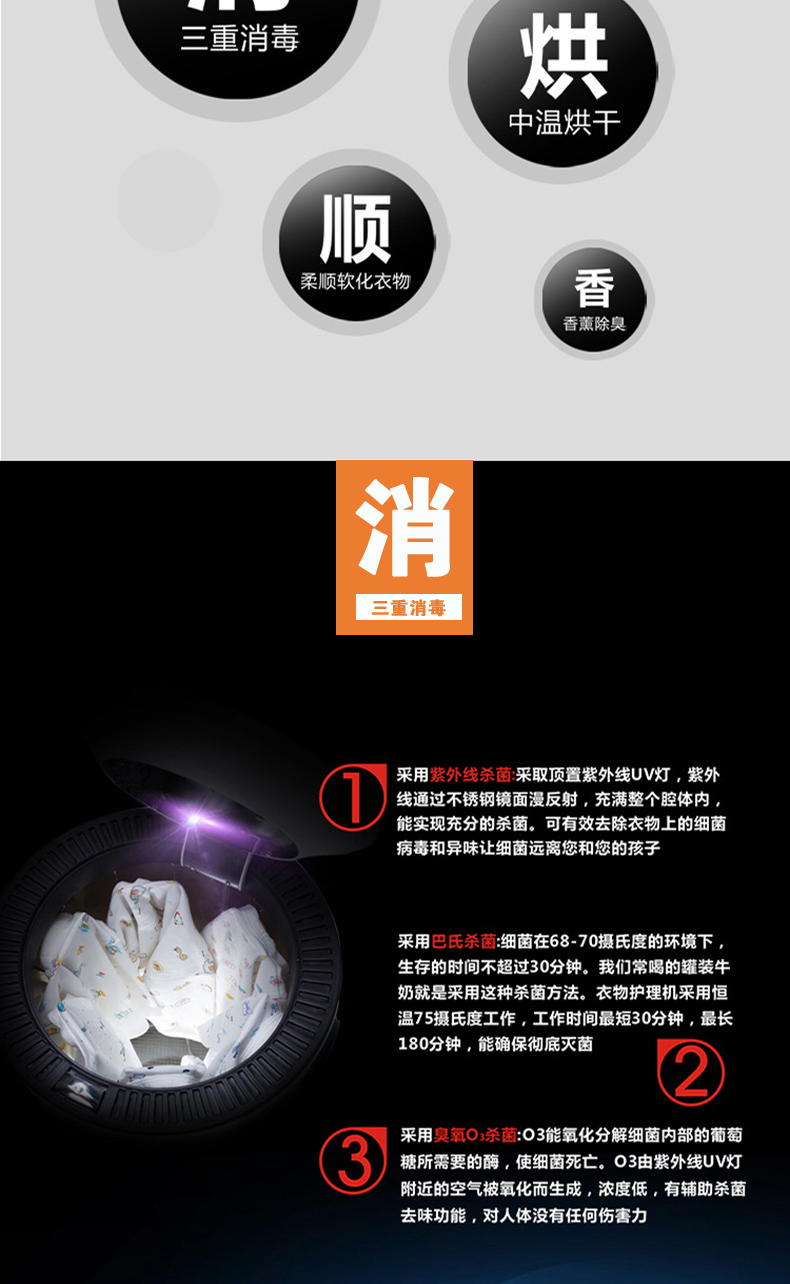 三重消毒
烘
中温烘干
顺
柔顺软化衣物
香
香薰除臭
消
三重消毒
1
采用紫外线杀菌:采取顶置紫外线UV灯，紫外
线通过不锈钢镜面漫反射，充满整个腔体内，
能实现充分的杀菌。可有效去除衣物上的细菌
病毒和异味让细菌远离您和您的孩子
采用巴氏杀菌:细菌在68-70摄氏度的环境下，
生存的时间不超过30分钟。我们常喝的罐装牛
奶就是采用这种杀菌方法。衣物护理机采用恒
温75摄氏度工作，工作时间最短30分钟，最长
180分钟，能确保彻底灭菌
2
3
采用臭氧O₃杀菌:O3能氧化分解细菌内部的葡萄
糖所需要的酶，使细菌死亡。O3由紫外线UV灯
附近的空气被氧化而生成，浓度低，有辅助杀菌
去味功能，对人体没有任何伤害力